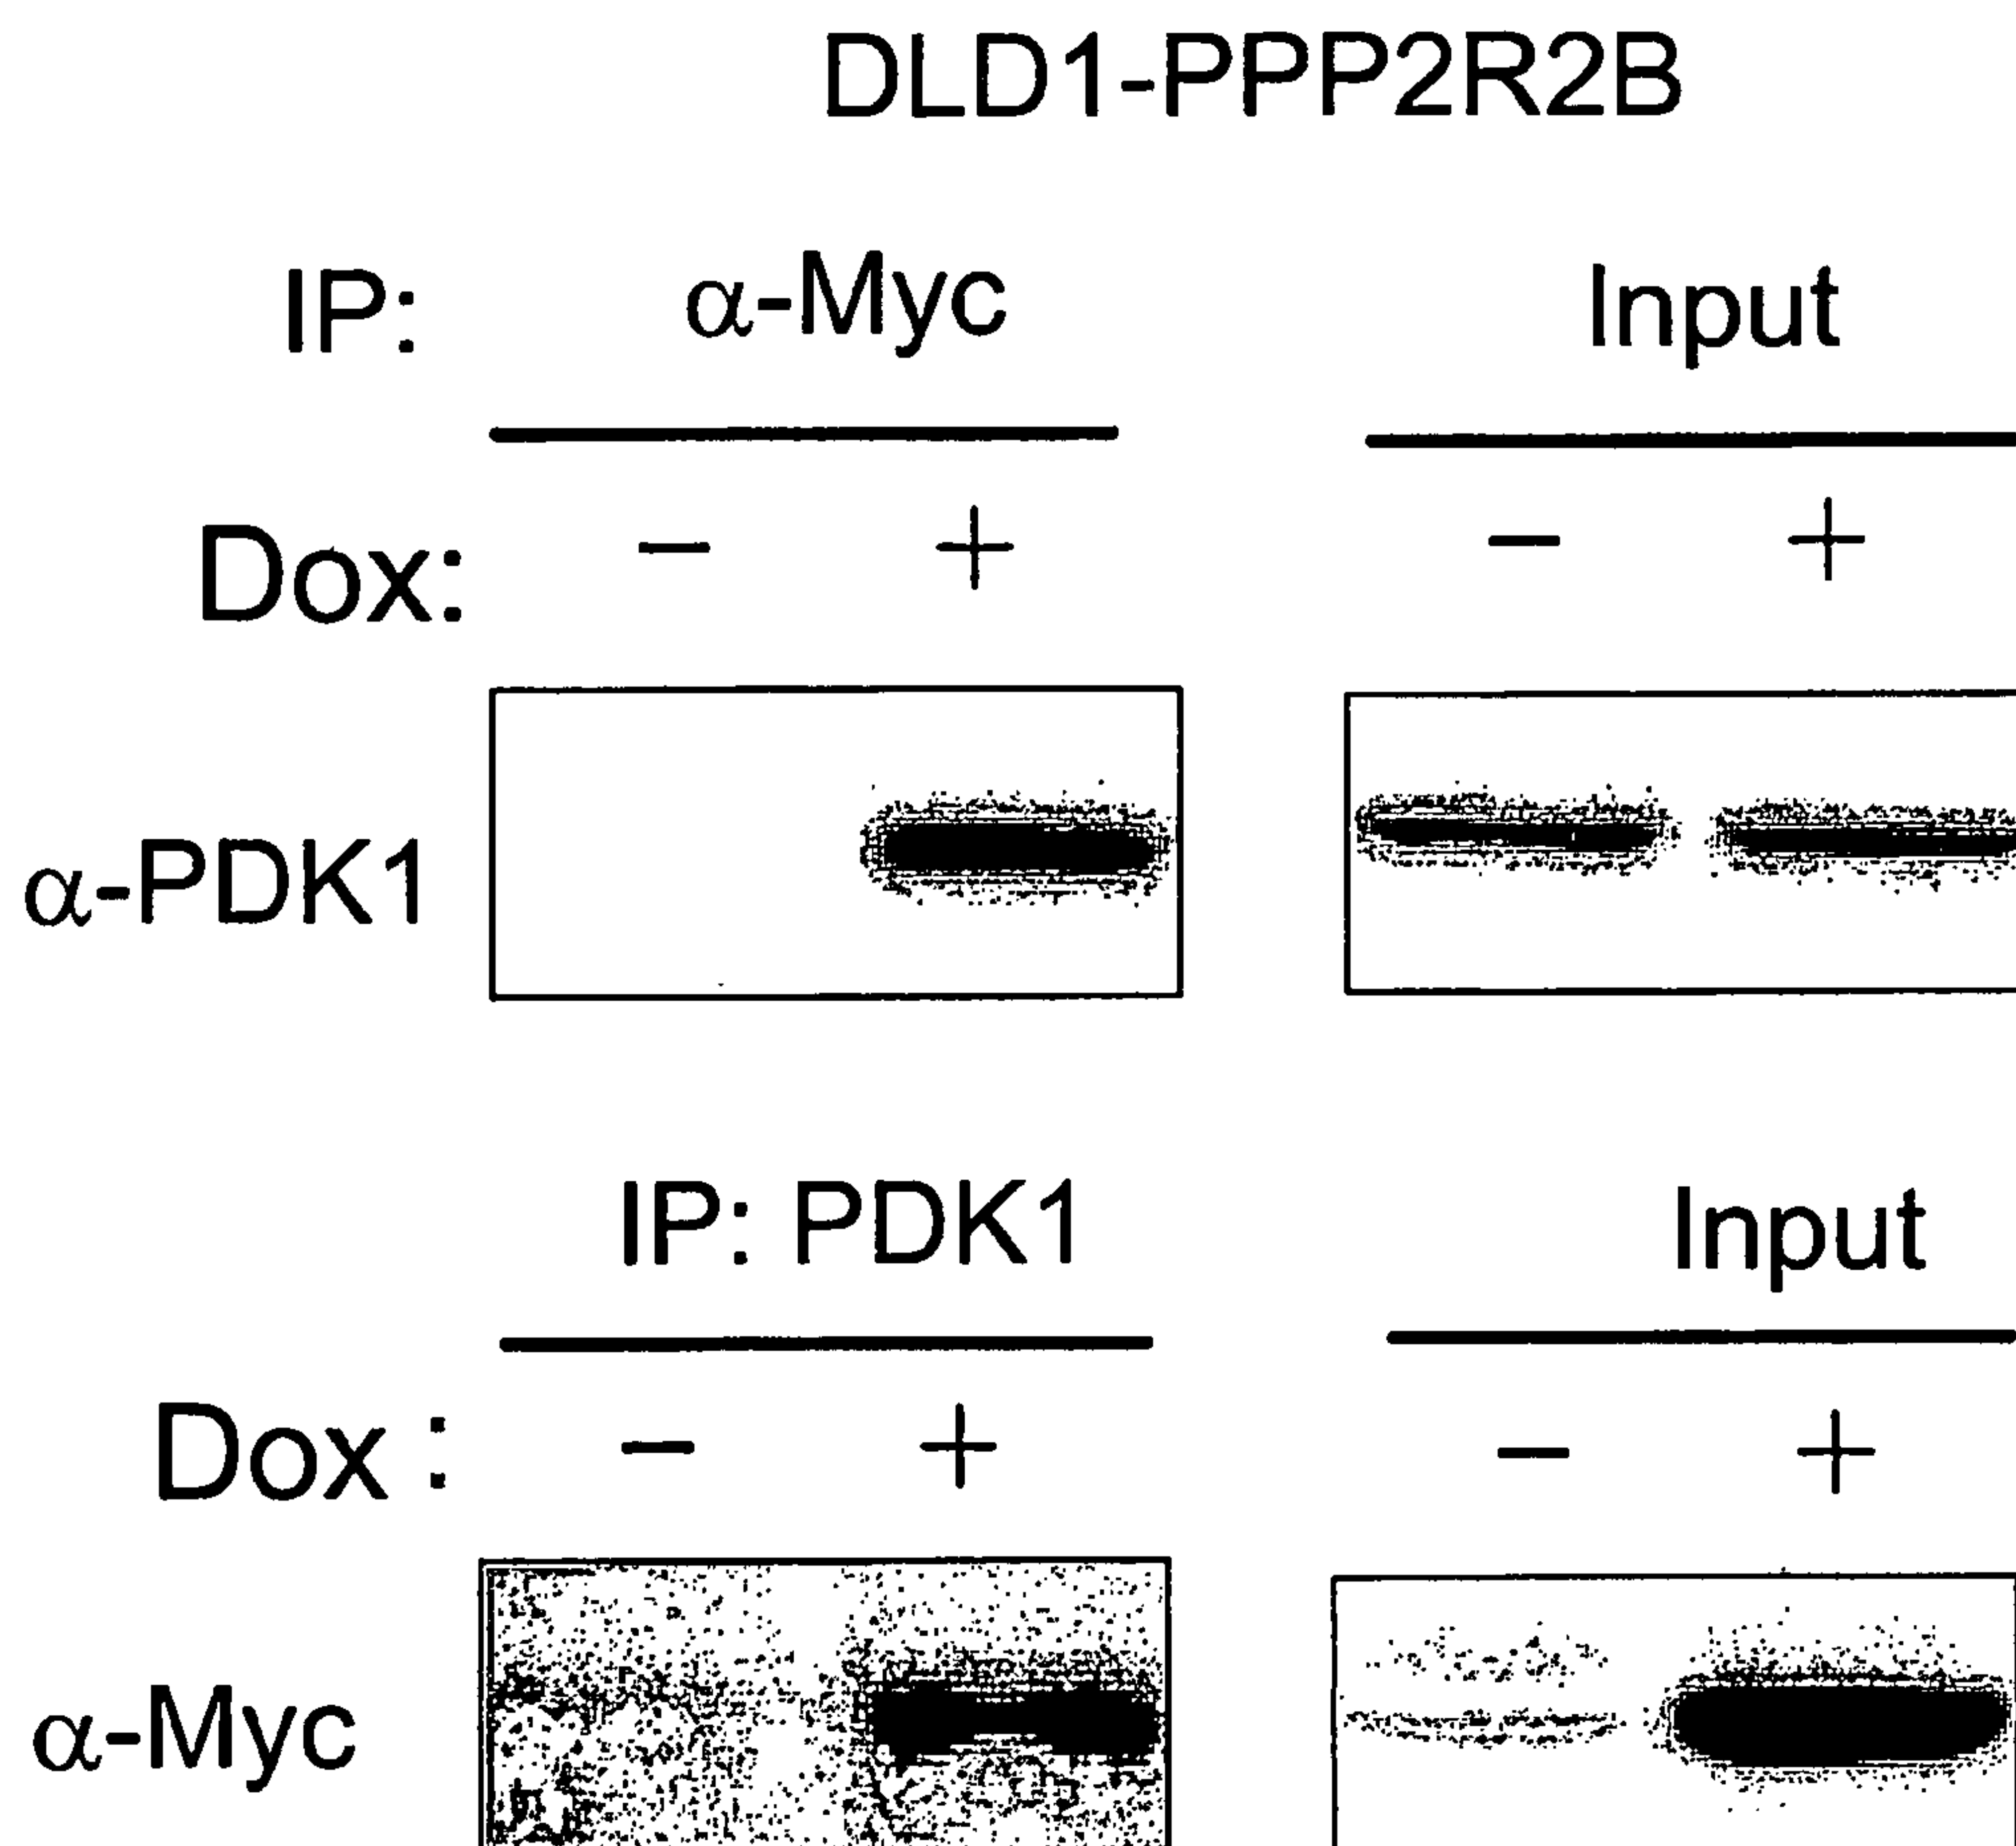 DLD1-PPP2R2B
IP: α-Myc Input
Dox: − + − +
α-PDK1
IP: PDK1 Input
Dox : − + − +
α-Myc